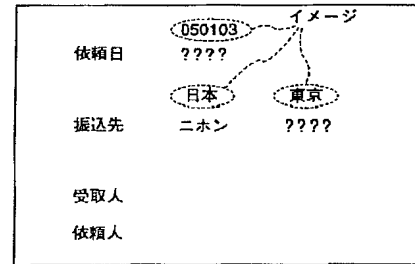 イメージ
050103
依頼日 ????
日本 東京
振込先 ニホン ????
受取人
依頼人